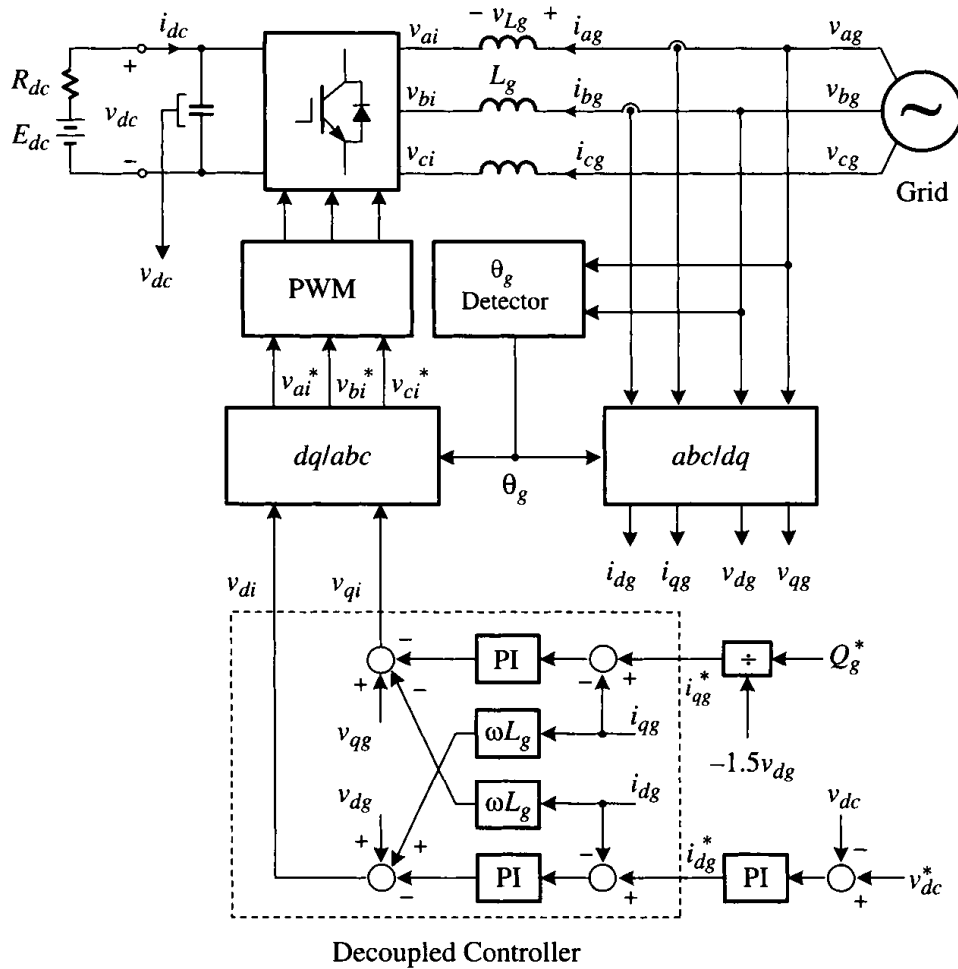 i_dc
− v_Lg +
v_ai
i_ag
v_ag
+
R_dc
v_dc
E_dc
−
v_bi
L_g
i_bg
v_bg
~
v_ci
i_cg
v_cg
Grid
v_dc
PWM
θ_g
Detector
v_ai*
v_bi*
v_ci*
dq/abc
θ_g
abc/dq
i_dg
i_qg
v_dg
v_qg
v_di
v_qi
−
−
+
v_qg
PI
−
+
i_qg*
÷
Q_g*
−1.5v_dg
ωL_g
i_qg
v_dg
ωL_g
i_dg
v_dc
+
+
−
PI
−
+
i_dg*
PI
−
+
v_dc*
Decoupled Controller